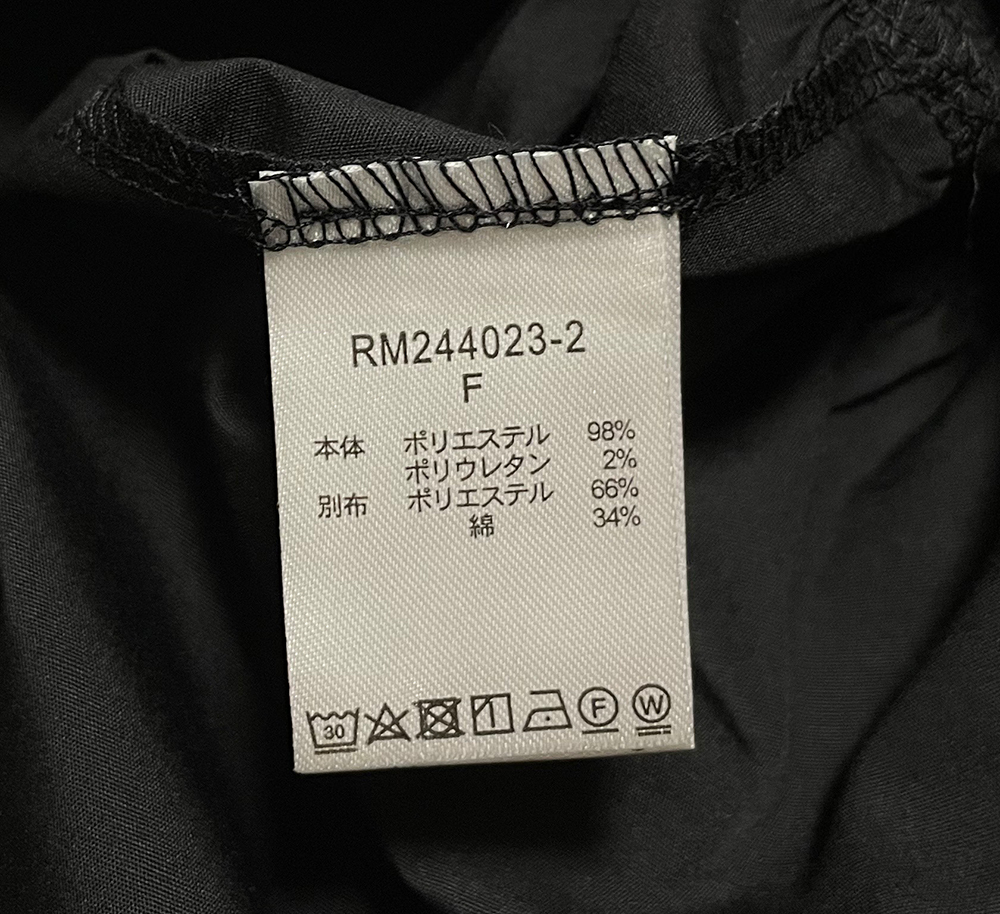 RM244023-2
F
本体 ポリエステル 98%
ポリウレタン 2%
別布 ポリエステル 66%
綿 34%
30 F W